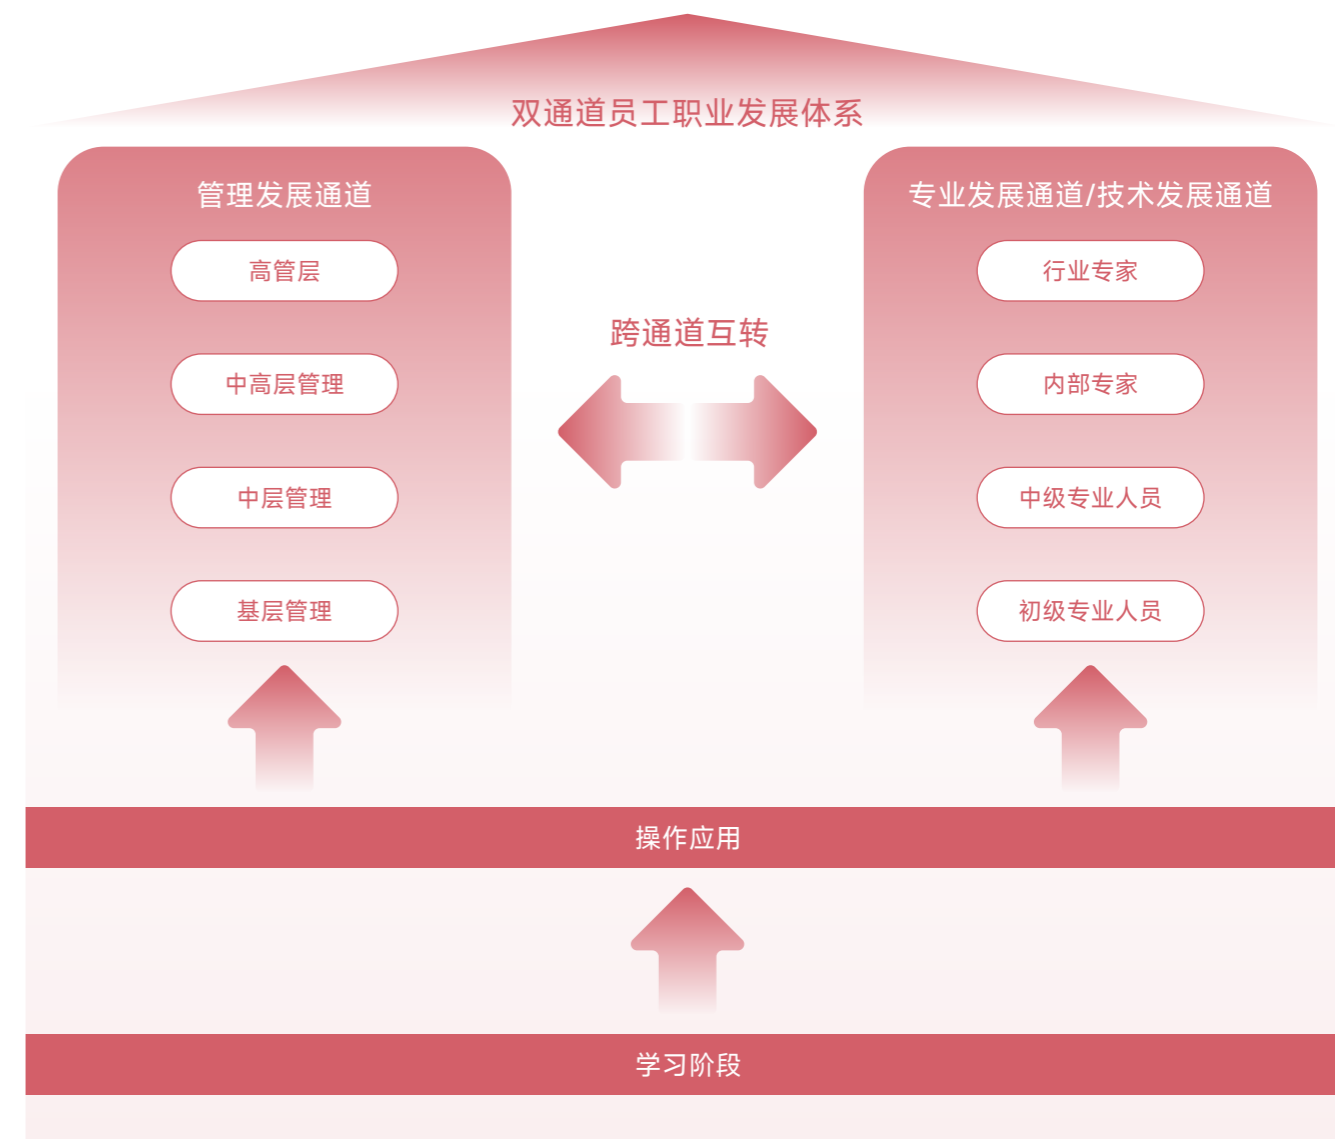 双通道员工职业发展体系
管理发展通道
高管层
中高层管理
中层管理
基层管理
跨通道互转
专业发展通道/技术发展通道
行业专家
内部专家
中级专业人员
初级专业人员
操作应用
学习阶段